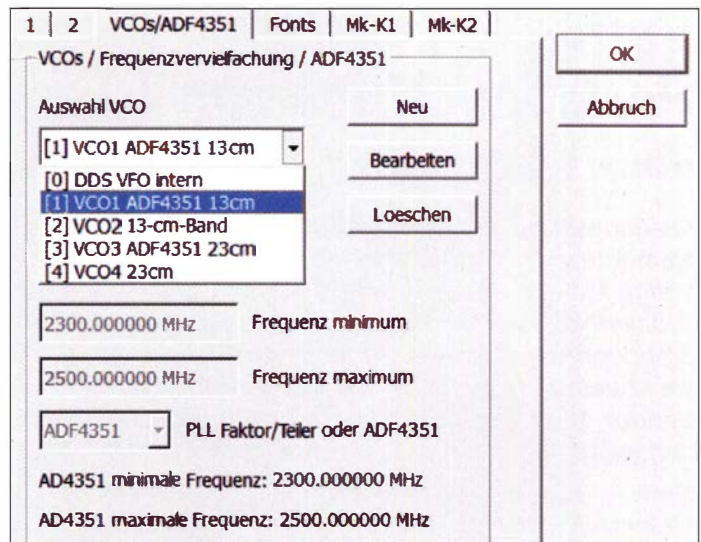 1 2 VCOs/ADF4351 Fonts Mk-K1 Mk-K2
VCOs / Frequenzvervielfachung / ADF4351
OK
Auswahl VCO
Neu
Abbruch
[1] VCO1 ADF4351 13cm
Bearbeiten
[0] DDS VFO intern
[1] VCO1 ADF4351 13cm
Loeschen
[2] VCO2 13-cm-Band
[3] VCO3 ADF4351 23cm
[4] VCO4 23cm
2300.000000 MHz Frequenz minimum
2500.000000 MHz Frequenz maximum
ADF4351 PLL Faktor/Teiler oder ADF4351
AD4351 minimale Frequenz: 2300.000000 MHz
AD4351 maximale Frequenz: 2500.000000 MHz